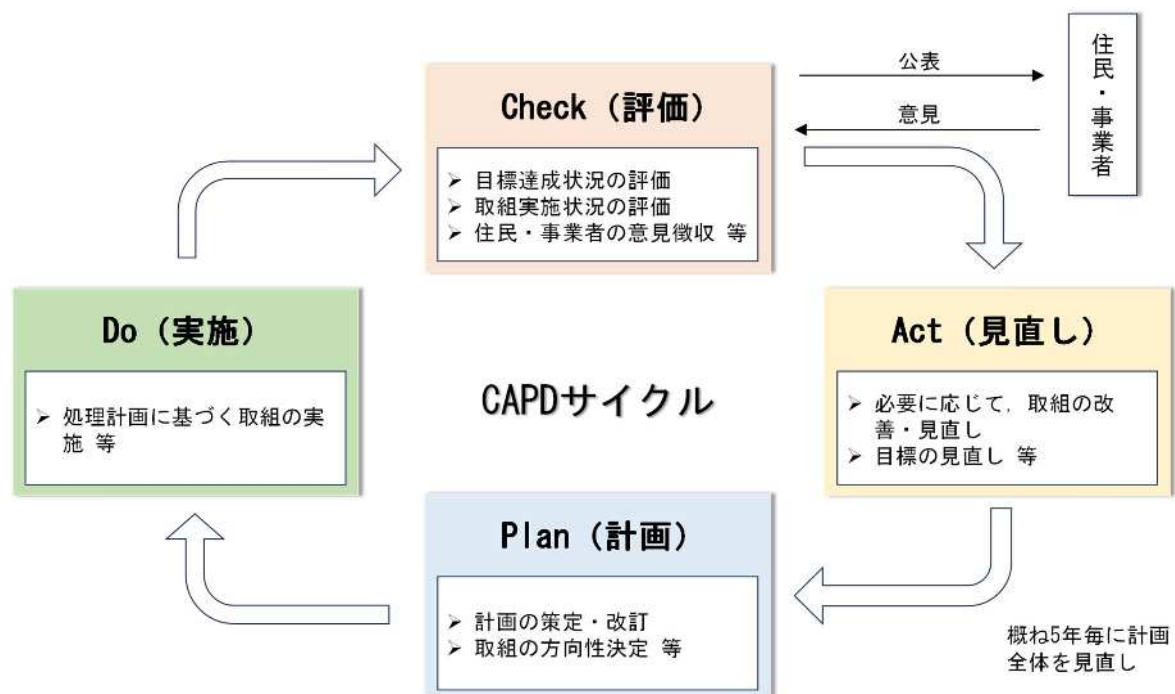 公表
意見
住民・事業者
Check（評価）
➢ 目標達成状況の評価
➢ 取組実施状況の評価
➢ 住民・事業者の意見徴収 等
Do（実施）
➢ 処理計画に基づく取組の実
施 等
CAPDサイクル
Act（見直し）
➢ 必要に応じて，取組の改
善・見直し
➢ 目標の見直し 等
Plan（計画）
➢ 計画の策定・改訂
➢ 取組の方向性決定 等
概ね5年毎に計画
全体を見直し